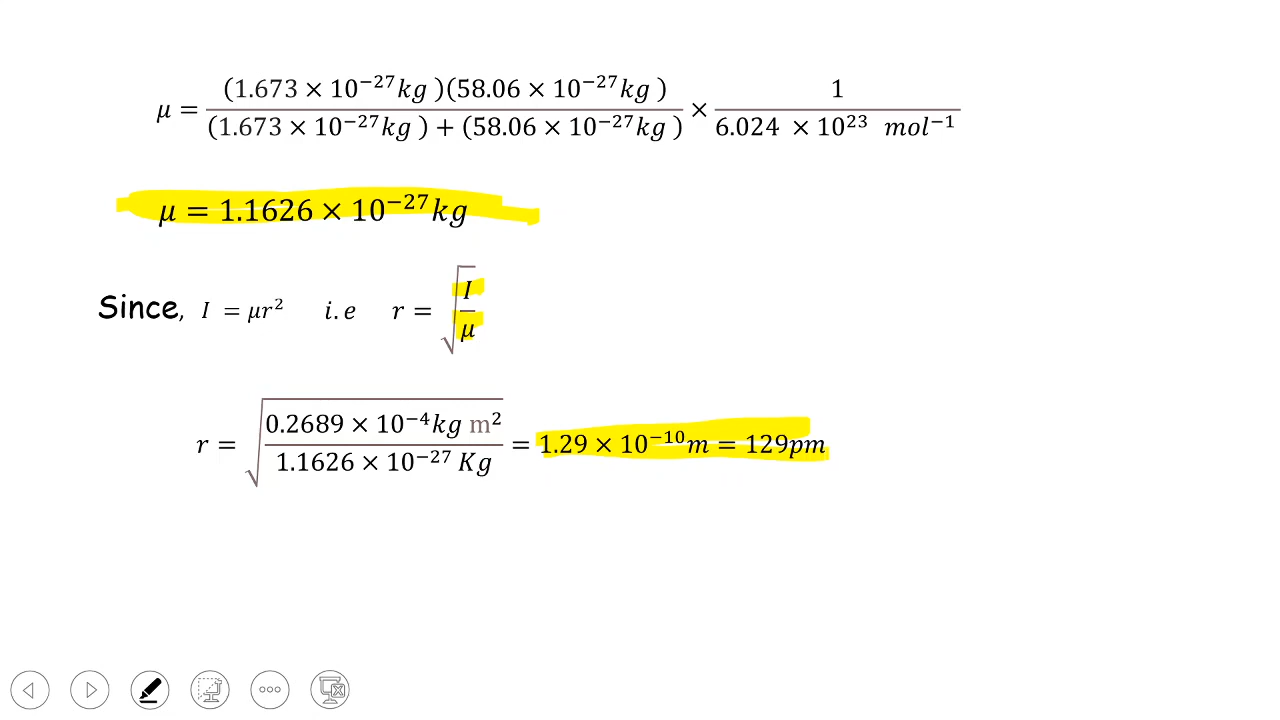 μ = (1.673 × 10⁻²⁷kg )(58.06 × 10⁻²⁷kg ) / (1.673 × 10⁻²⁷kg ) + (58.06 × 10⁻²⁷kg ) × 1 / 6.024 × 10²³ mol⁻¹
μ = 1.1626 × 10⁻²⁷kg
Since, I = μr² i.e r = √(I/μ)
r = √(0.2689 × 10⁻⁴kg m² / 1.1626 × 10⁻²⁷ Kg) = 1.29 × 10⁻¹⁰m = 129pm